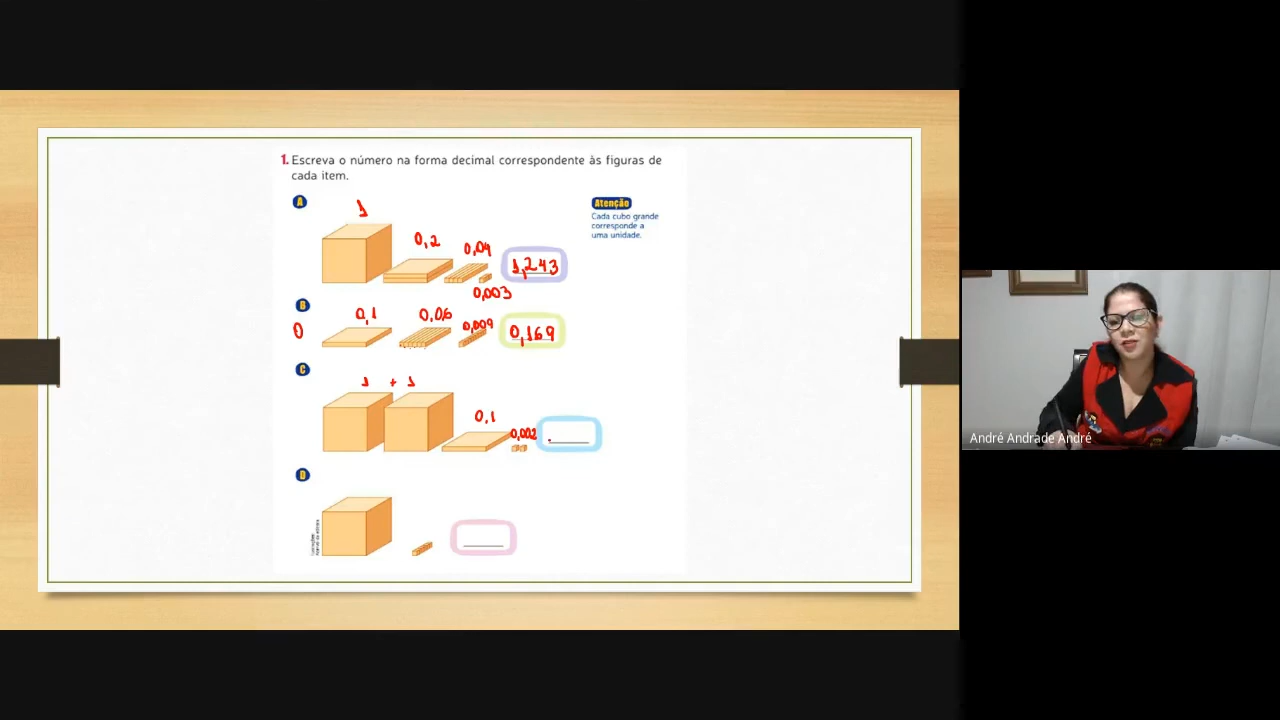 1. Escreva o número na forma decimal correspondente às figuras de
cada item.
A
1
0,2
0,04
0,003
1,243
Atenção
Cada cubo grande
corresponde a
uma unidade.
B
0
0,1
0,06
0,009
0,169
C
1 + 1
0,1
0,002
D
André Andrade André